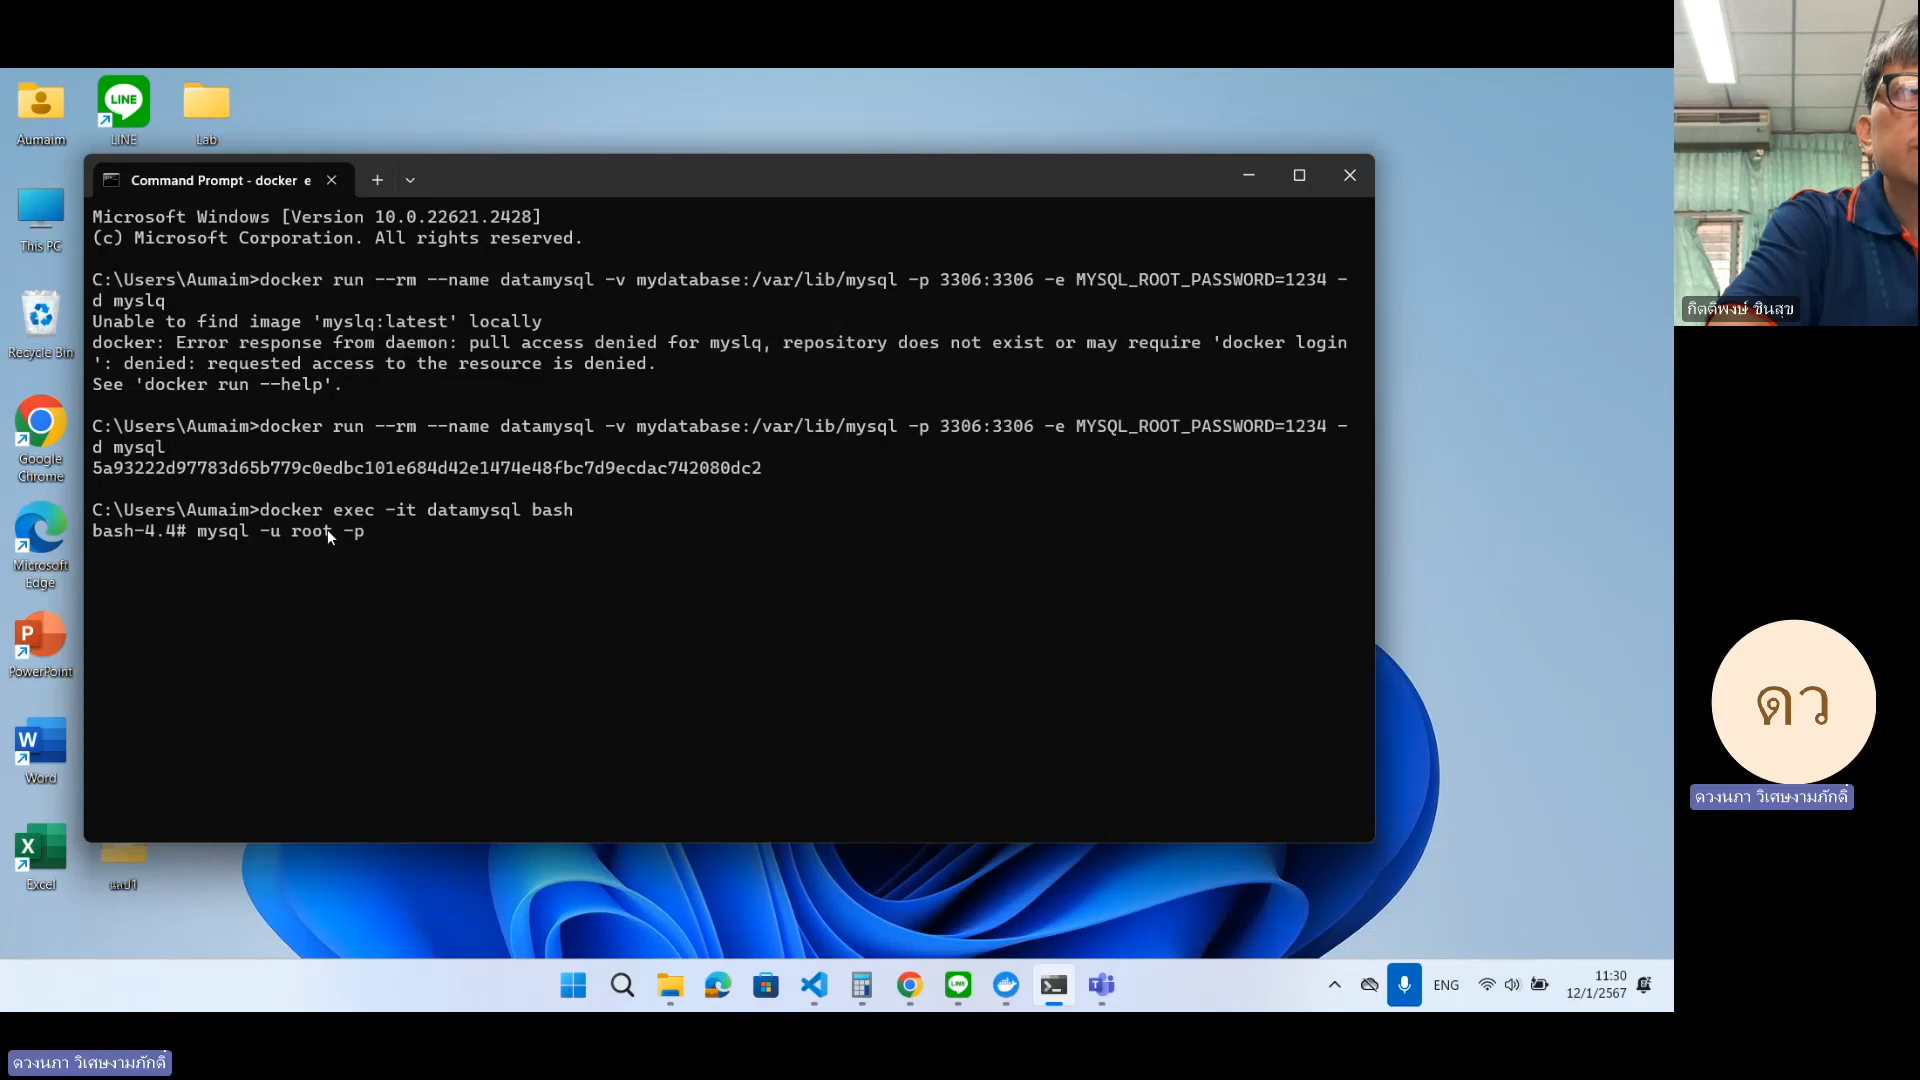 Aumaim
LINE
LINE
Lab
This PC
Recycle Bin
Google
Chrome
Microsoft
Edge
P
PowerPoint
W
Word
X
Excel
แลป1
Command Prompt - docker e
Microsoft Windows [Version 10.0.22621.2428]
(c) Microsoft Corporation. All rights reserved.
C:\Users\Aumaim>docker run --rm --name datamysql -v mydatabase:/var/lib/mysql -p 3306:3306 -e MYSQL_ROOT_PASSWORD=1234 -
d myslq
Unable to find image 'myslq:latest' locally
docker: Error response from daemon: pull access denied for myslq, repository does not exist or may require 'docker login
': denied: requested access to the resource is denied.
See 'docker run --help'.
C:\Users\Aumaim>docker run --rm --name datamysql -v mydatabase:/var/lib/mysql -p 3306:3306 -e MYSQL_ROOT_PASSWORD=1234 -
d mysql
5a93222d97783d65b779c0edbc101e684d42e1474e48fbc7d9ecdac742080dc2
C:\Users\Aumaim>docker exec -it datamysql bash
bash-4.4# mysql -u root -p
กิตติพงษ์ ชินสุข
ดว
ดวงนภา วิเศษงามภักดิ์
ENG
11:30
12/1/2567
ดวงนภา วิเศษงามภักดิ์